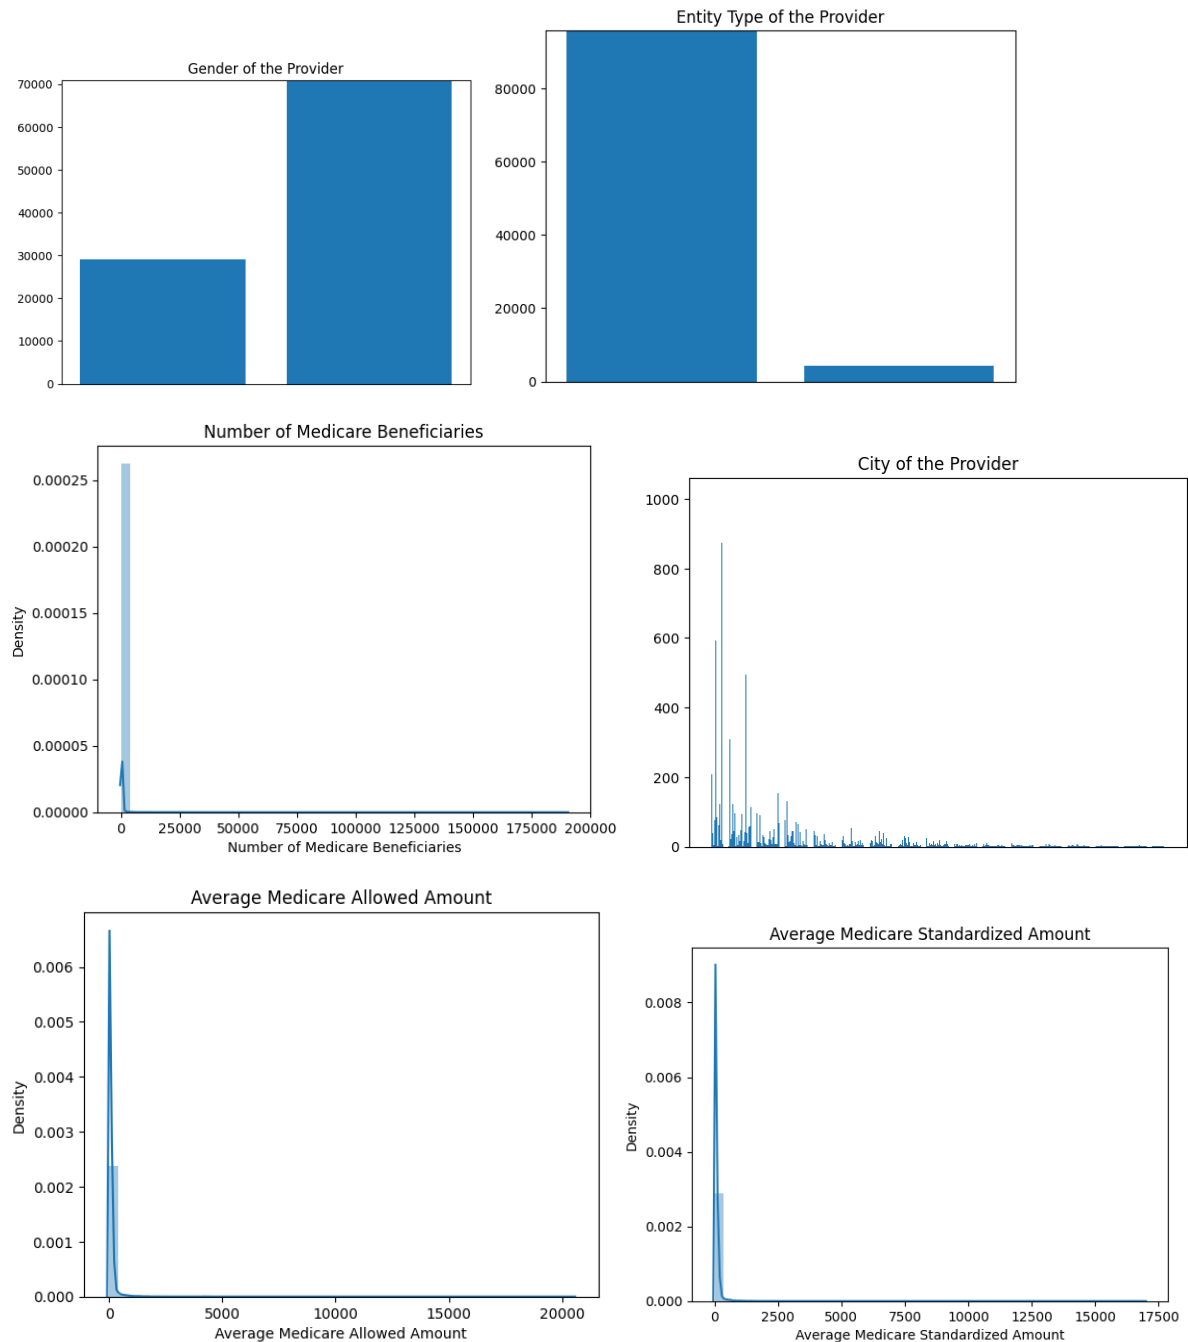 Entity Type of the Provider
Gender of the Provider
70000
60000
50000
40000
30000
20000
10000
0
80000
60000
40000
20000
0
Number of Medicare Beneficiaries
0.00025
0.00020
0.00015
0.00010
0.00005
0.00000
Density
0 25000 50000 75000 100000 125000 150000 175000 200000
Number of Medicare Beneficiaries
City of the Provider
1000
800
600
400
200
0
Average Medicare Allowed Amount
0.006
0.005
0.004
0.003
0.002
0.001
0.000
Density
0 5000 10000 15000 20000
Average Medicare Allowed Amount
Average Medicare Standardized Amount
0.008
0.006
0.004
0.002
0.000
Density
0 2500 5000 7500 10000 12500 15000 17500
Average Medicare Standardized Amount